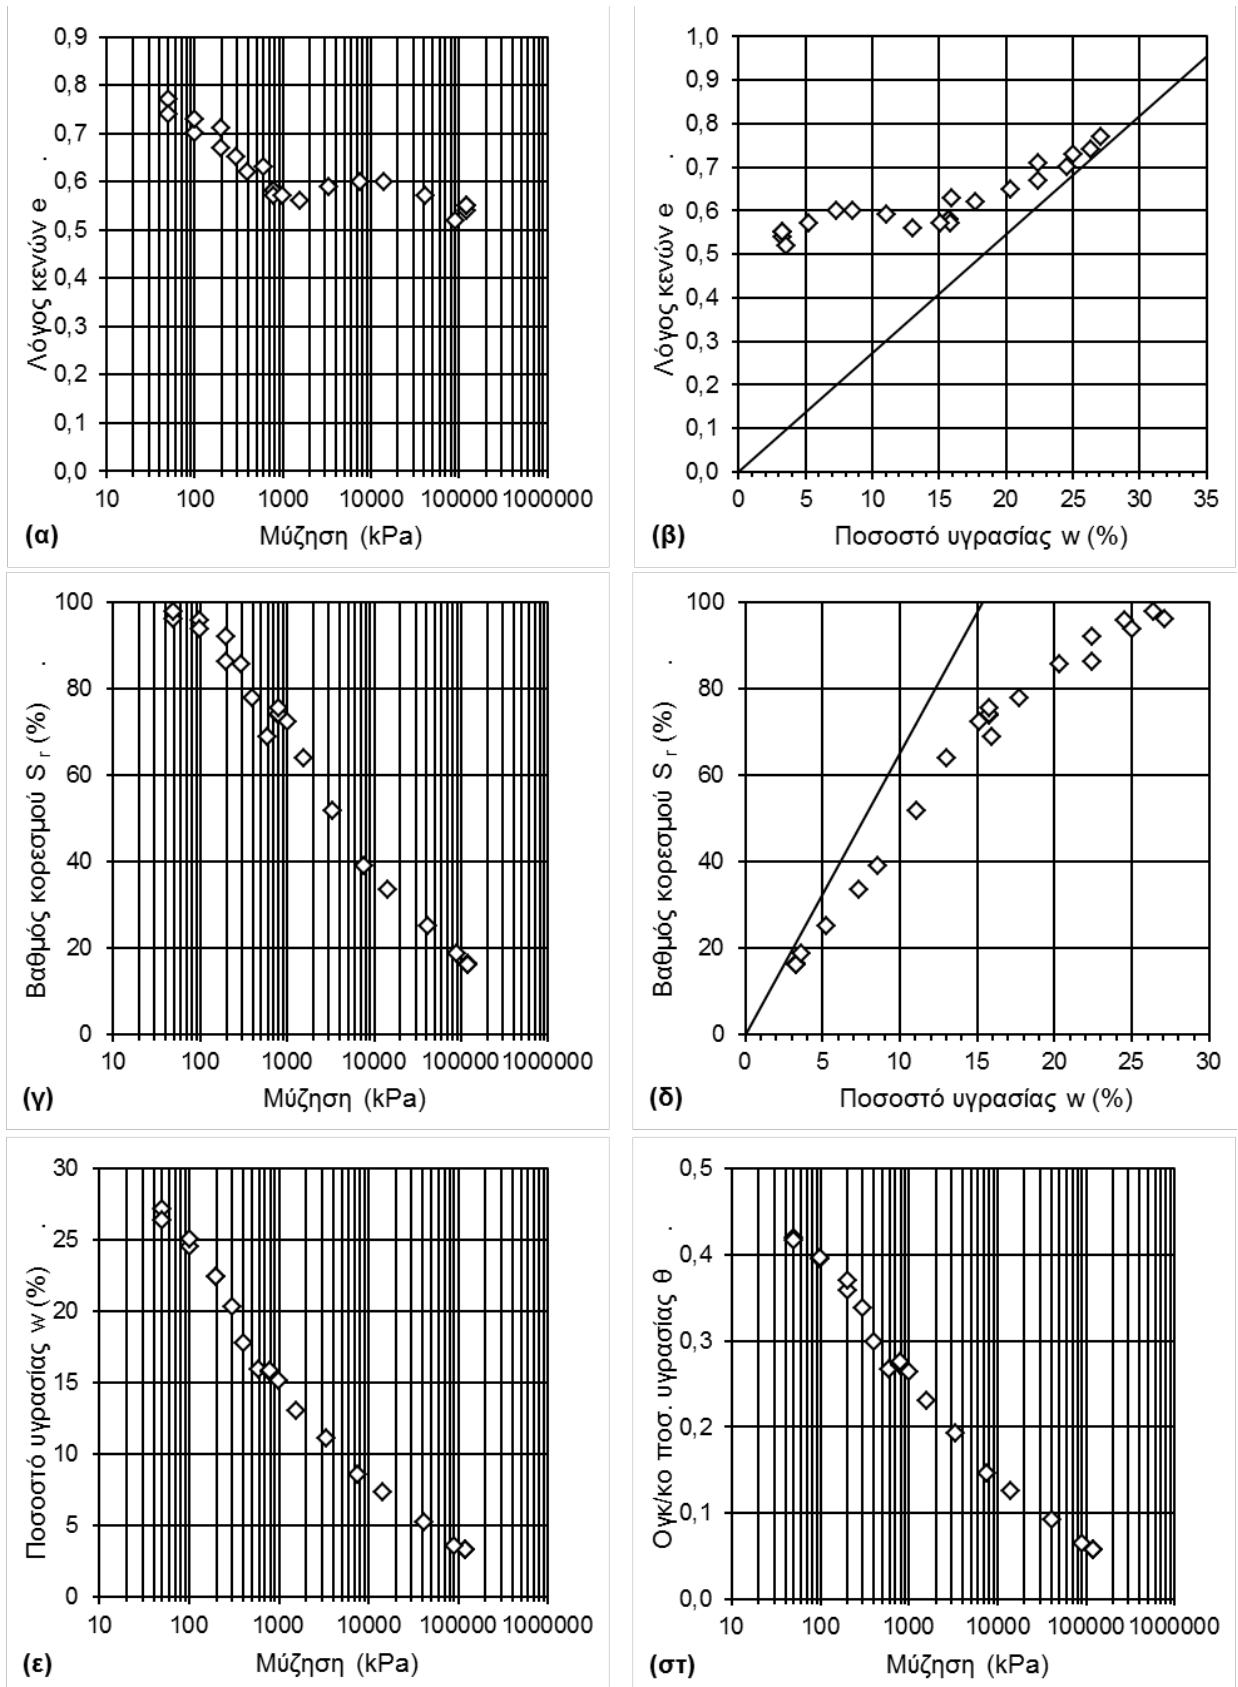 0,9
0,8
0,7
0,6
0,5
0,4
0,3
0,2
0,1
0,0
Λόγος κενών e
10 100 1000 10000 100000 1000000
(α) Μύζηση (kPa)
1,0
0,9
0,8
0,7
0,6
0,5
0,4
0,3
0,2
0,1
0,0
Λόγος κενών e
0 5 10 15 20 25 30 35
(β) Ποσοστό υγρασίας w (%)
100
80
60
40
20
0
Βαθμός κορεσμού S r (%)
10 100 1000 10000 100000 1000000
(γ) Μύζηση (kPa)
100
80
60
40
20
0
Βαθμός κορεσμού S r (%)
0 5 10 15 20 25 30
(δ) Ποσοστό υγρασίας w (%)
30
25
20
15
10
5
0
Ποσοστό υγρασίας w (%)
10 100 1000 10000 100000 1000000
(ε) Μύζηση (kPa)
0,5
0,4
0,3
0,2
0,1
0,0
Ογκ/κο ποσ. υγρασίας θ
10 100 1000 10000 100000 1000000
(στ) Μύζηση (kPa)